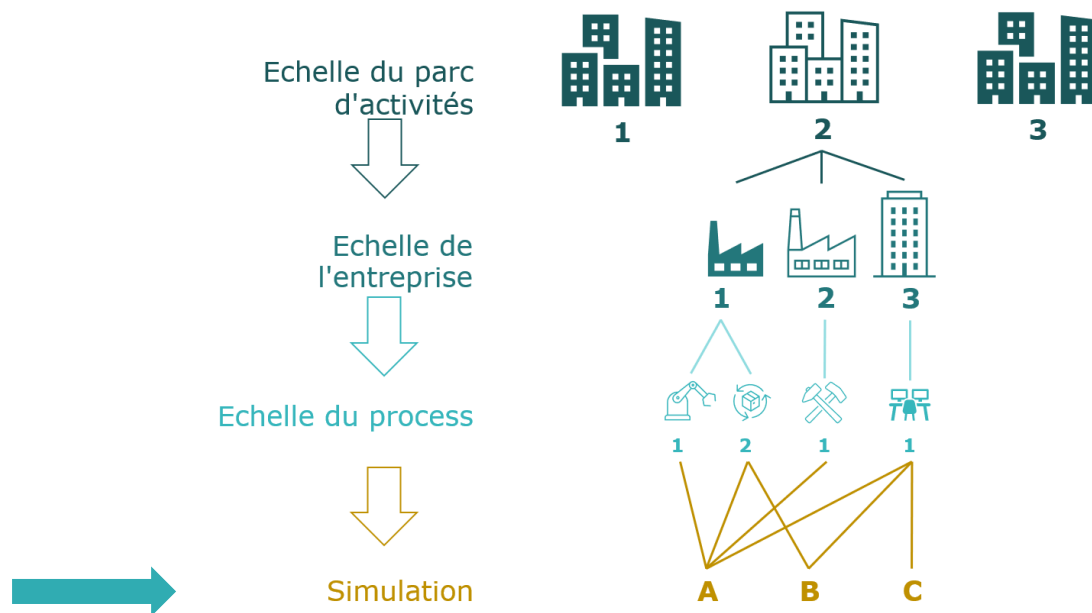 Echelle du parc
d'activités
1 2 3
Echelle de
l'entreprise
1 2 3
Echelle du process
1 2 1 1
Simulation
A B C